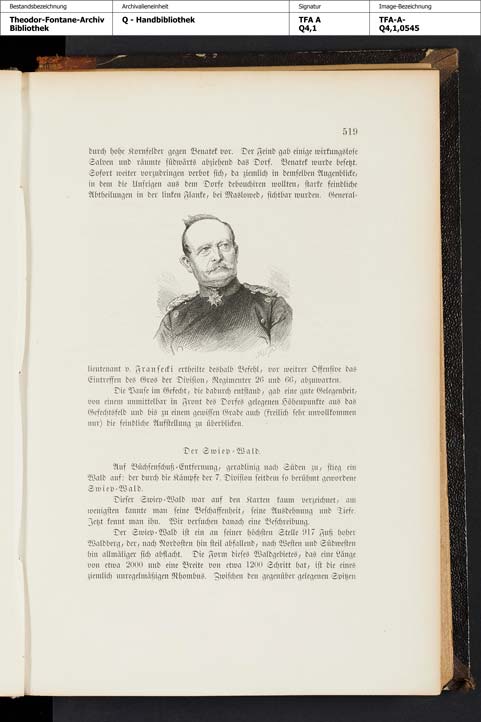 Bestandsbezeichnung
Archivalieneinheit
Signatur
Image-Bezeichnung
Theodor-Fontane-Archiv
Bibliothek
Q - Handbibliothek
TFA A
Q4,1
TFA-A-
Q4,1,0545
519
durch hohe Kornfelder gegen Benatek vor. Der Feind gab einige wirkungslose
Salven und räumte südwärts abziehend das Dorf. Benatek wurde besetzt.
Sofort weiter vorzudringen verbot sich, da ziemlich in demselben Augenblicke,
in dem die Unsrigen aus dem Dorfe debouchiren wollten, starke feindliche
Abtheilungen in der linken Flanke, bei Maslowed, sichtbar wurden. General-
lieutenant v. Fransecki ertheilte deshalb Befehl, vor weitrer Offensive das
Eintreffen des Gros der Division, Regimenter 26 und 66, abzuwarten.
Die Pause im Gefecht, die dadurch entstand, gab eine gute Gelegenheit,
von einem unmittelbar in Front des Dorfes gelegenen Höhenpunkte aus das
Gefechtsfeld und bis zu einem gewissen Grade auch (freilich sehr unvollkommen
nur) die feindliche Aufstellung zu überblicken.
Der Swiep-Wald.
Auf Büchsenschuß-Entfernung, geradlinig nach Süden zu, stieg ein
Wald auf: der durch die Kämpfe der 7. Division seitdem so berühmt gewordene
Swiep-Wald.
Dieser Swiep-Wald war auf den Karten kaum verzeichnet; am
wenigsten kannte man seine Beschaffenheit, seine Ausdehnung und Tiefe.
Jetzt kennt man ihn. Wir versuchen danach eine Beschreibung.
Der Swiep-Wald ist ein an seiner höchsten Stelle 917 Fuß hoher
Waldberg, der, nach Nordosten hin steil abfallend, nach Westen und Südwesten
hin allmäliger sich abflacht. Die Form dieses Waldgebietes, das eine Länge
von etwa 2000 und eine Breite von etwa 1200 Schritt hat, ist die eines
ziemlich unregelmäßigen Rhombus. Zwischen den gegenüber gelegenen Spitzen